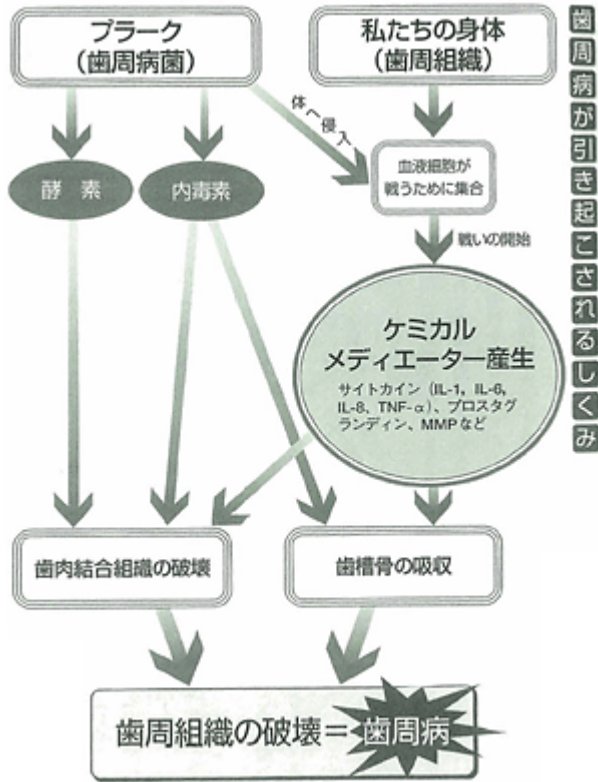 歯周病が引き起こされるしくみ
プラーク
(歯周病菌)
私たちの身体
(歯周組織)
体へ侵入
酵素
内毒素
血液細胞が
戦うために集合
戦いの開始
ケミカル
メディエーター産生
サイトカイン(IL-1, IL-6,
IL-8、TNF-α)、プロスタグ
ランディン、MMPなど
歯肉結合組織の破壊
歯槽骨の吸収
歯周組織の破壊=歯周病